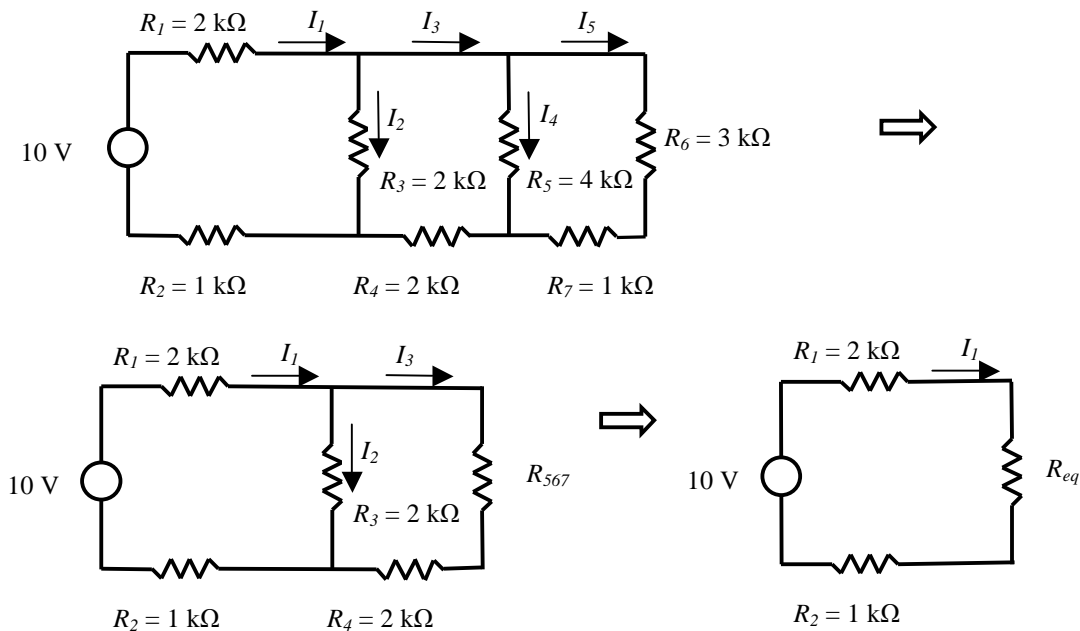 R1 = 2 kΩ
I1
I3
I5
I2
I4
10 V
R3 = 2 kΩ
R5 = 4 kΩ
R6 = 3 kΩ
R2 = 1 kΩ
R4 = 2 kΩ
R7 = 1 kΩ
R1 = 2 kΩ
I1
I3
I2
10 V
R567
R3 = 2 kΩ
R2 = 1 kΩ
R4 = 2 kΩ
R1 = 2 kΩ
I1
10 V
Req
R2 = 1 kΩ